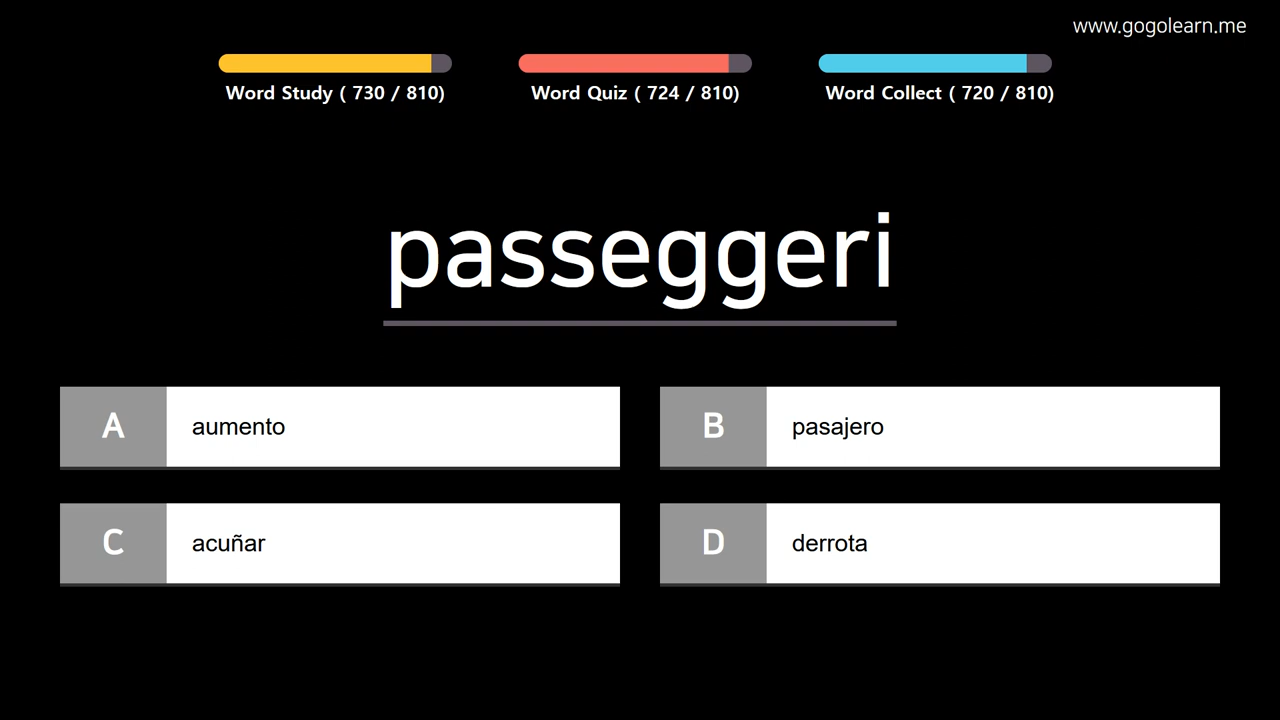 www.gogolearn.me
Word Study ( 730 / 810)
Word Quiz ( 724 / 810)
Word Collect ( 720 / 810)
passeggeri
A aumento
B pasajero
C acuñar
D derrota